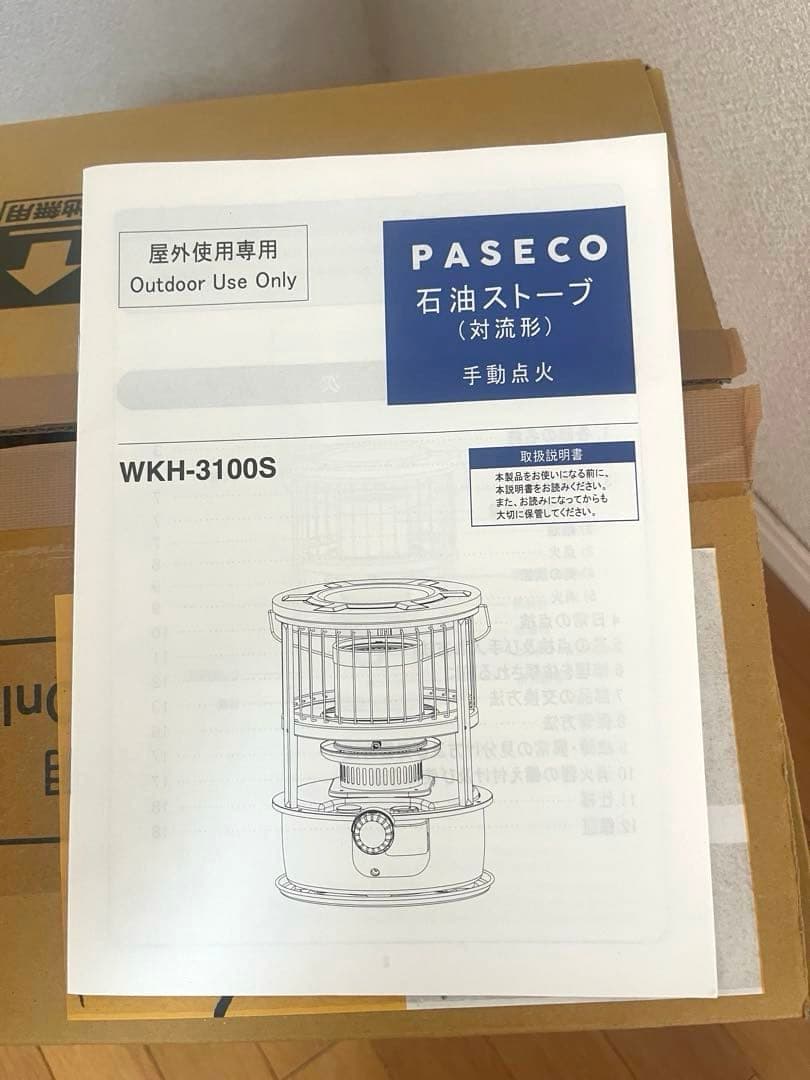 屋外使用専用
Outdoor Use Only
PASECO
石油ストーブ
(対流形)
手動点火
WKH-3100S
取扱説明書
本製品をお使いになる前に、
本説明書をお読みください。
また、お読みになってからも
大切に保管してください。